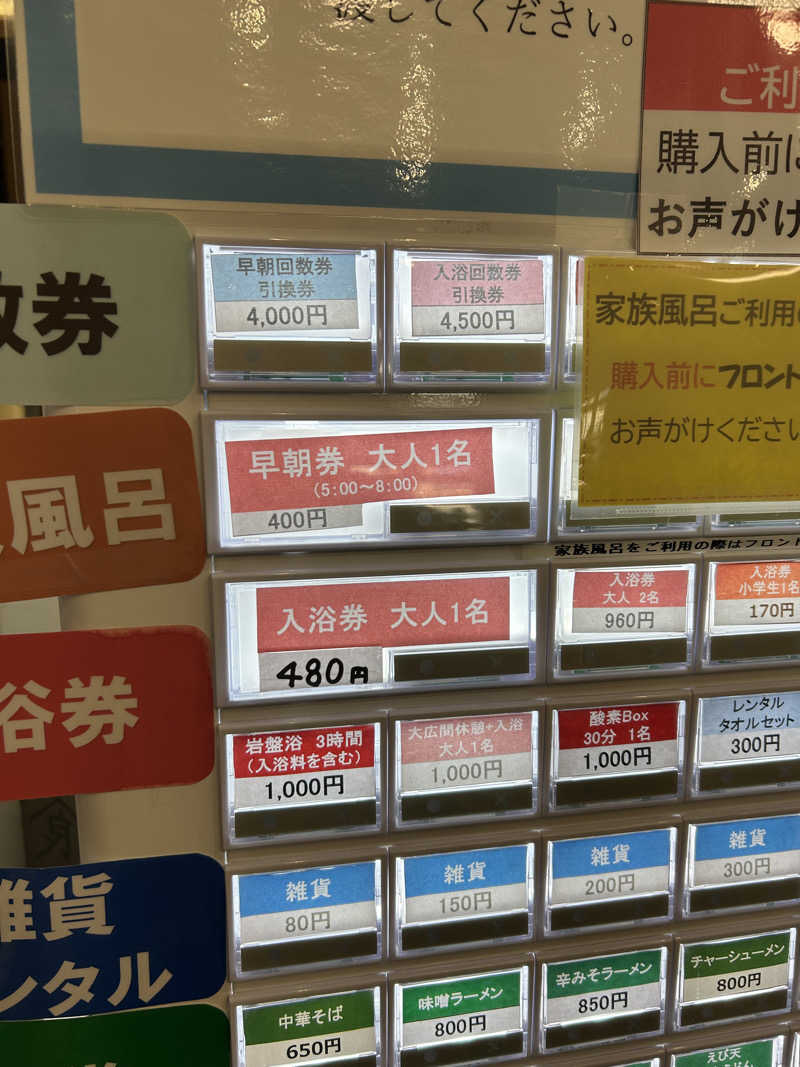 渡してください。
ご利
購入前に
お声がけ
数券
早朝回数券
引換券
4,000円
入浴回数券
引換券
4,500円
家族風呂ご利用の
購入前にフロント
お声がけください
風呂
早朝券 大人1名
(5:00～8:00)
400円
家族風呂をご利用の際はフロント
浴券
入浴券 大人1名
480円
入浴券
大人 2名
960円
入浴券
小学生1名
170円
岩盤浴 3時間
(入浴料を含む)
1,000円
大広間休憩+入浴
大人1名
1,000円
酸素Box
30分 1名
1,000円
レンタル
タオルセット
300円
雑貨
ンタル
雑貨
80円
雑貨
150円
雑貨
200円
雑貨
300円
中華そば
650円
味噌ラーメン
800円
辛みそラーメン
850円
チャーシューメン
800円
えび天